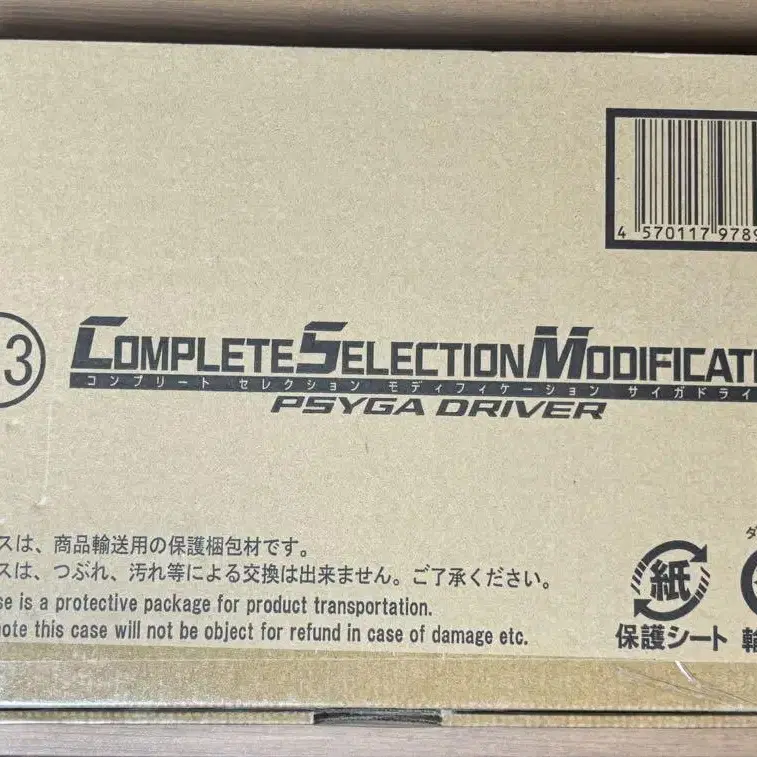 4 570117 9789
3
COMPLETE SELECTION MODIFICATI
コンプリート セレクション モディフィケーション サイガドライ
PSYGA DRIVER
スは、商品輸送用の保護梱包材です。
スは、つぶれ、汚れ等による交換は出来ません。ご了承ください。
se is a protective package for product transportation.
note this case will not be object for refund in case of damage etc.
紙
保護シート
ダ
輸